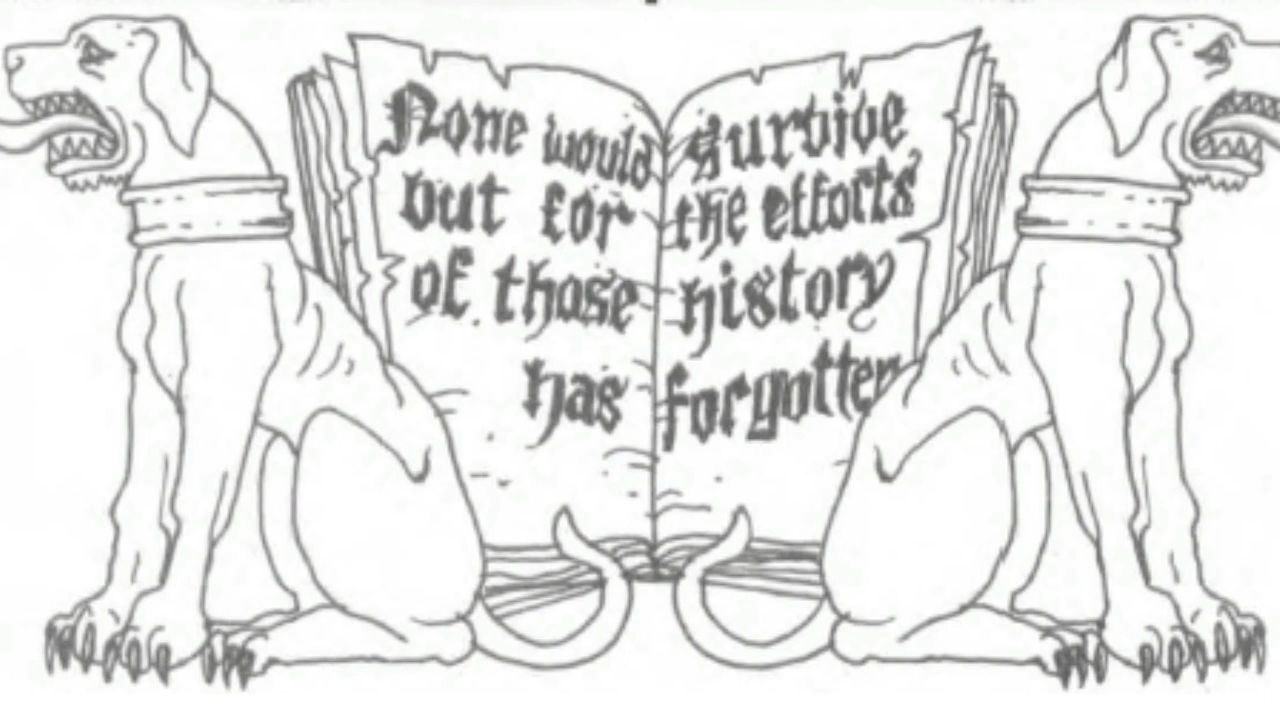 None would survive
but for the efforts
of those history
has forgotten